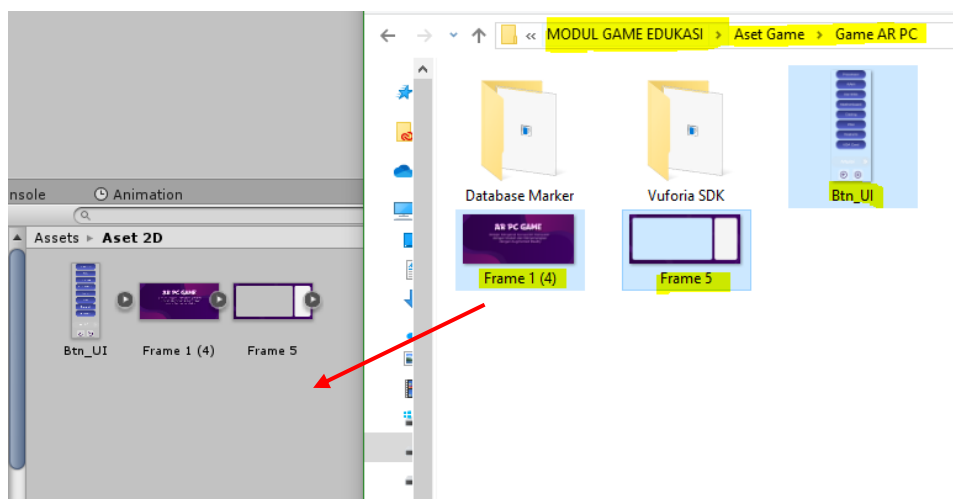 « MODUL GAME EDUKASI > Aset Game > Game AR PC
nsole Animation
Assets ▸ Aset 2D
Btn_UI Frame 1 (4) Frame 5
Database Marker Vuforia SDK Btn_UI
AR PC GAME
Frame 1 (4) Frame 5